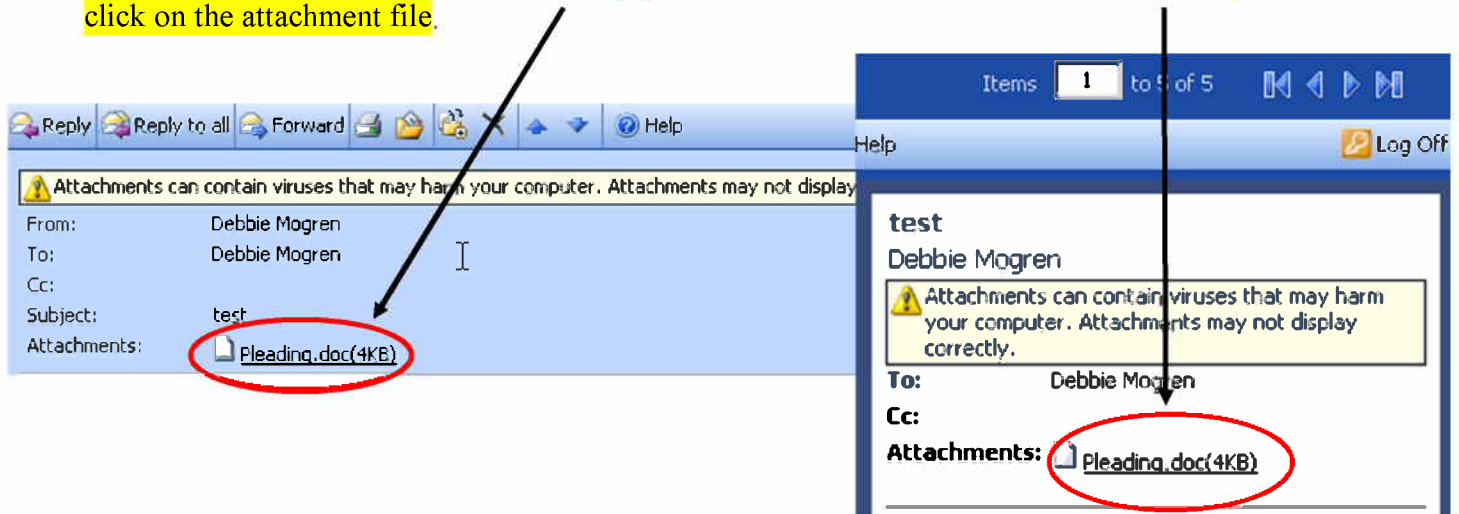 click on the attachment file.
Reply Reply to all Forward Help
Attachments can contain viruses that may harm your computer. Attachments may not display
From: Debbie Mogren
To: Debbie Mogren
Cc:
Subject: test
Attachments: Pleading.doc(4KB)
Items 1 to 5 of 5
Help Log Off
test
Debbie Mogren
Attachments can contain viruses that may harm
your computer. Attachments may not display
correctly.
To: Debbie Mogren
Cc:
Attachments: Pleading.doc(4KB)